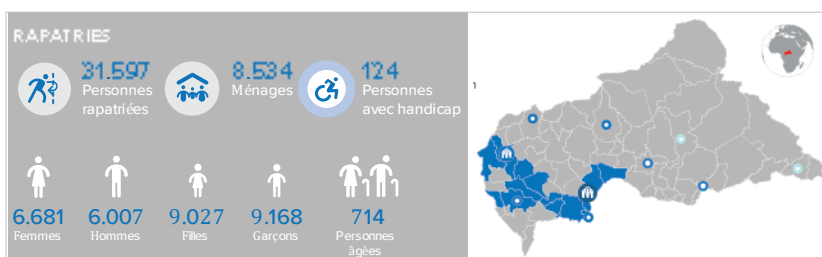 RAPATRIES
31.597
Personnes
rapatriées
8.534
Ménages
124
Personnes
avec handicap
6.681
Femmes
6.007
Hommes
9.027
Filles
9.168
Garçons
714
Personnes
âgées
1